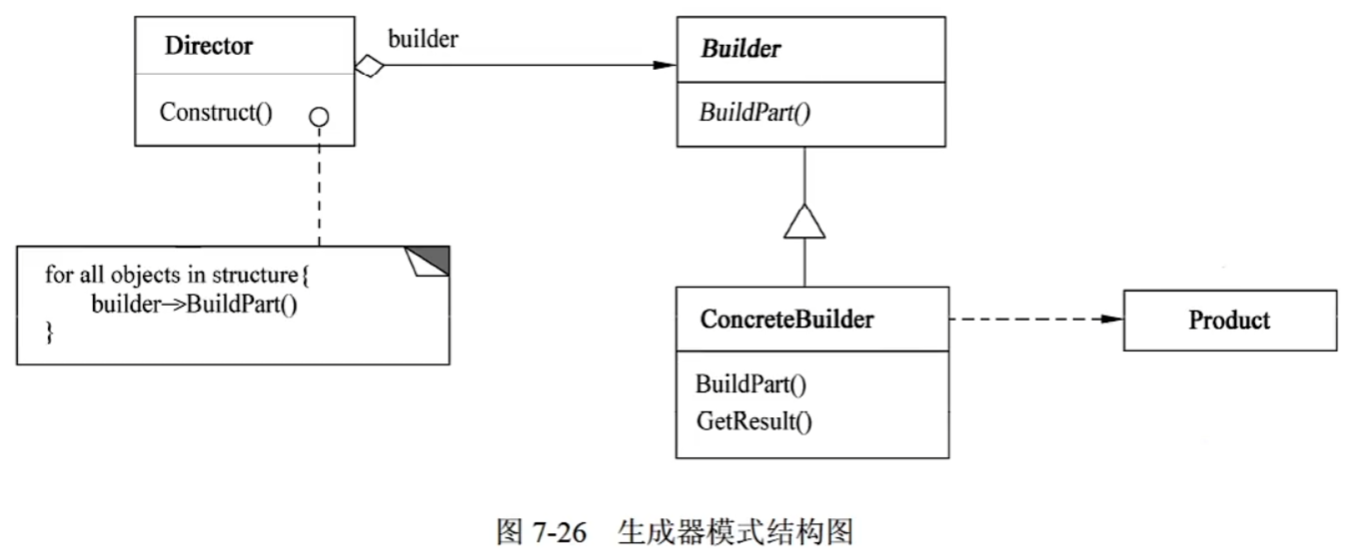 Director
Construct()
builder
Builder
BuildPart()
for all objects in structure{
builder->BuildPart()
}
ConcreteBuilder
BuildPart()
GetResult()
Product
图 7-26 生成器模式结构图